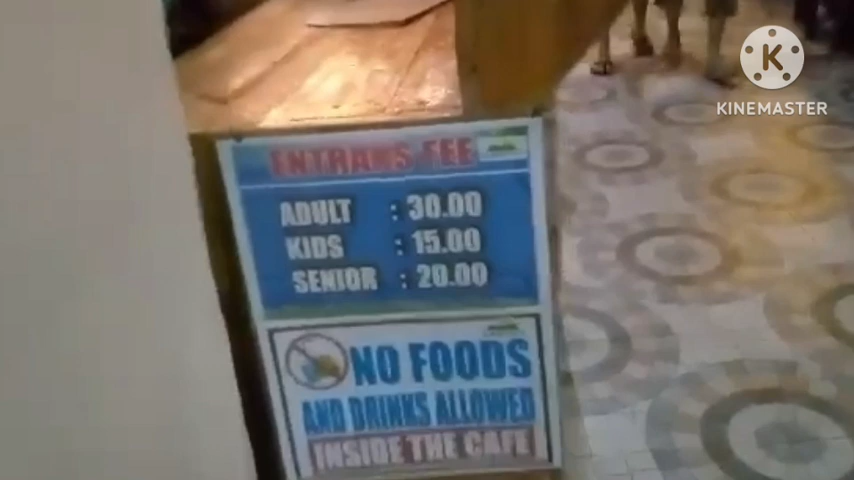 KINEMASTER
ENTRANS FEE
ADULT : 30.00
KIDS : 15.00
SENIOR : 20.00
NO FOODS
AND DRINKS ALLOWED
INSIDE THE CAFE